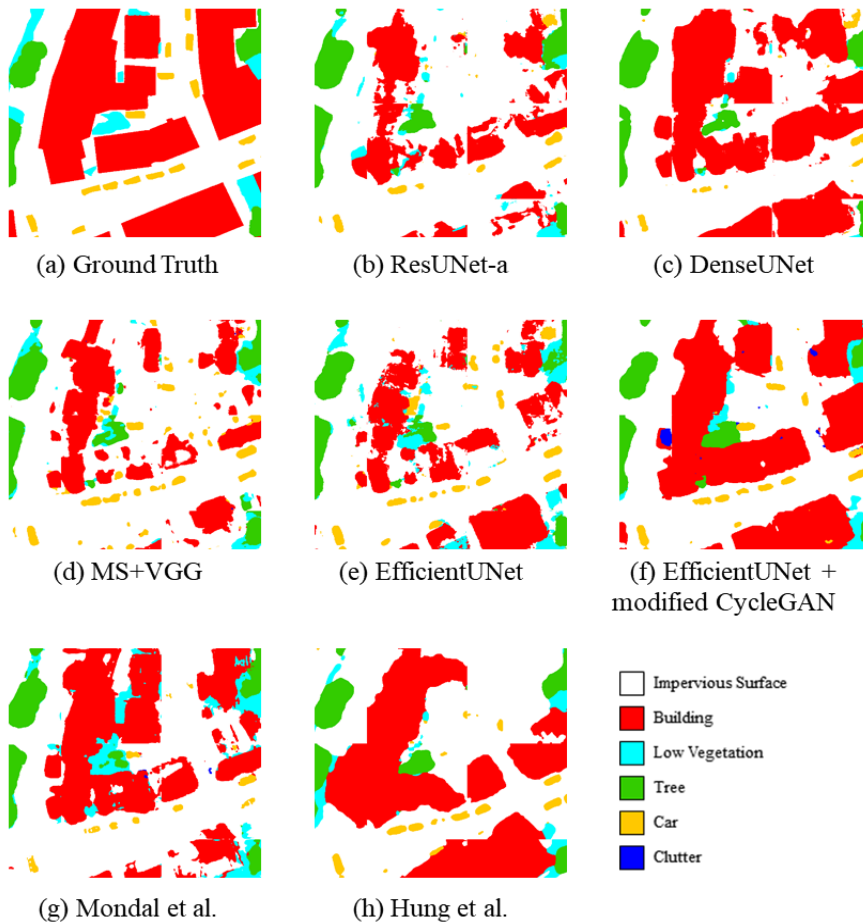 (a) Ground Truth
(b) ResUNet-a
(c) DenseUNet
(d) MS+VGG
(e) EfficientUNet
(f) EfficientUNet +
modified CycleGAN
(g) Mondal et al.
(h) Hung et al.
Impervious Surface
Building
Low Vegetation
Tree
Car
Clutter